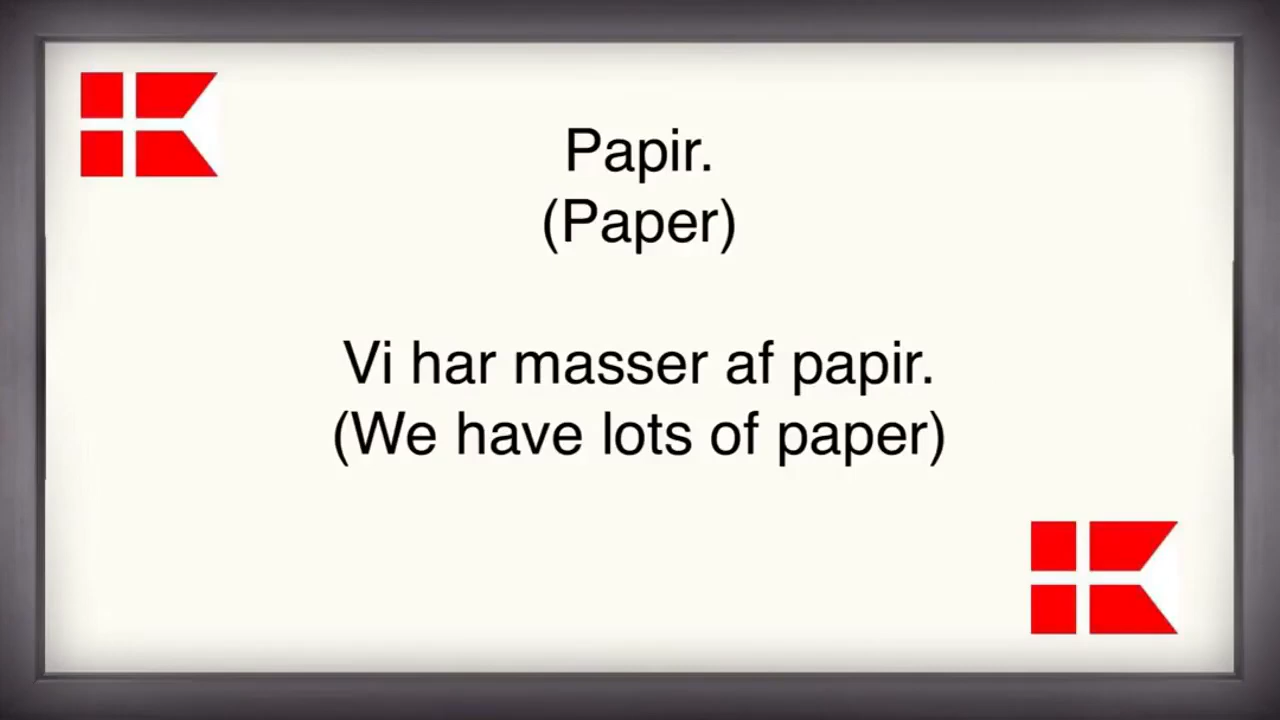 Papir.
(Paper)
Vi har masser af papir.
(We have lots of paper)